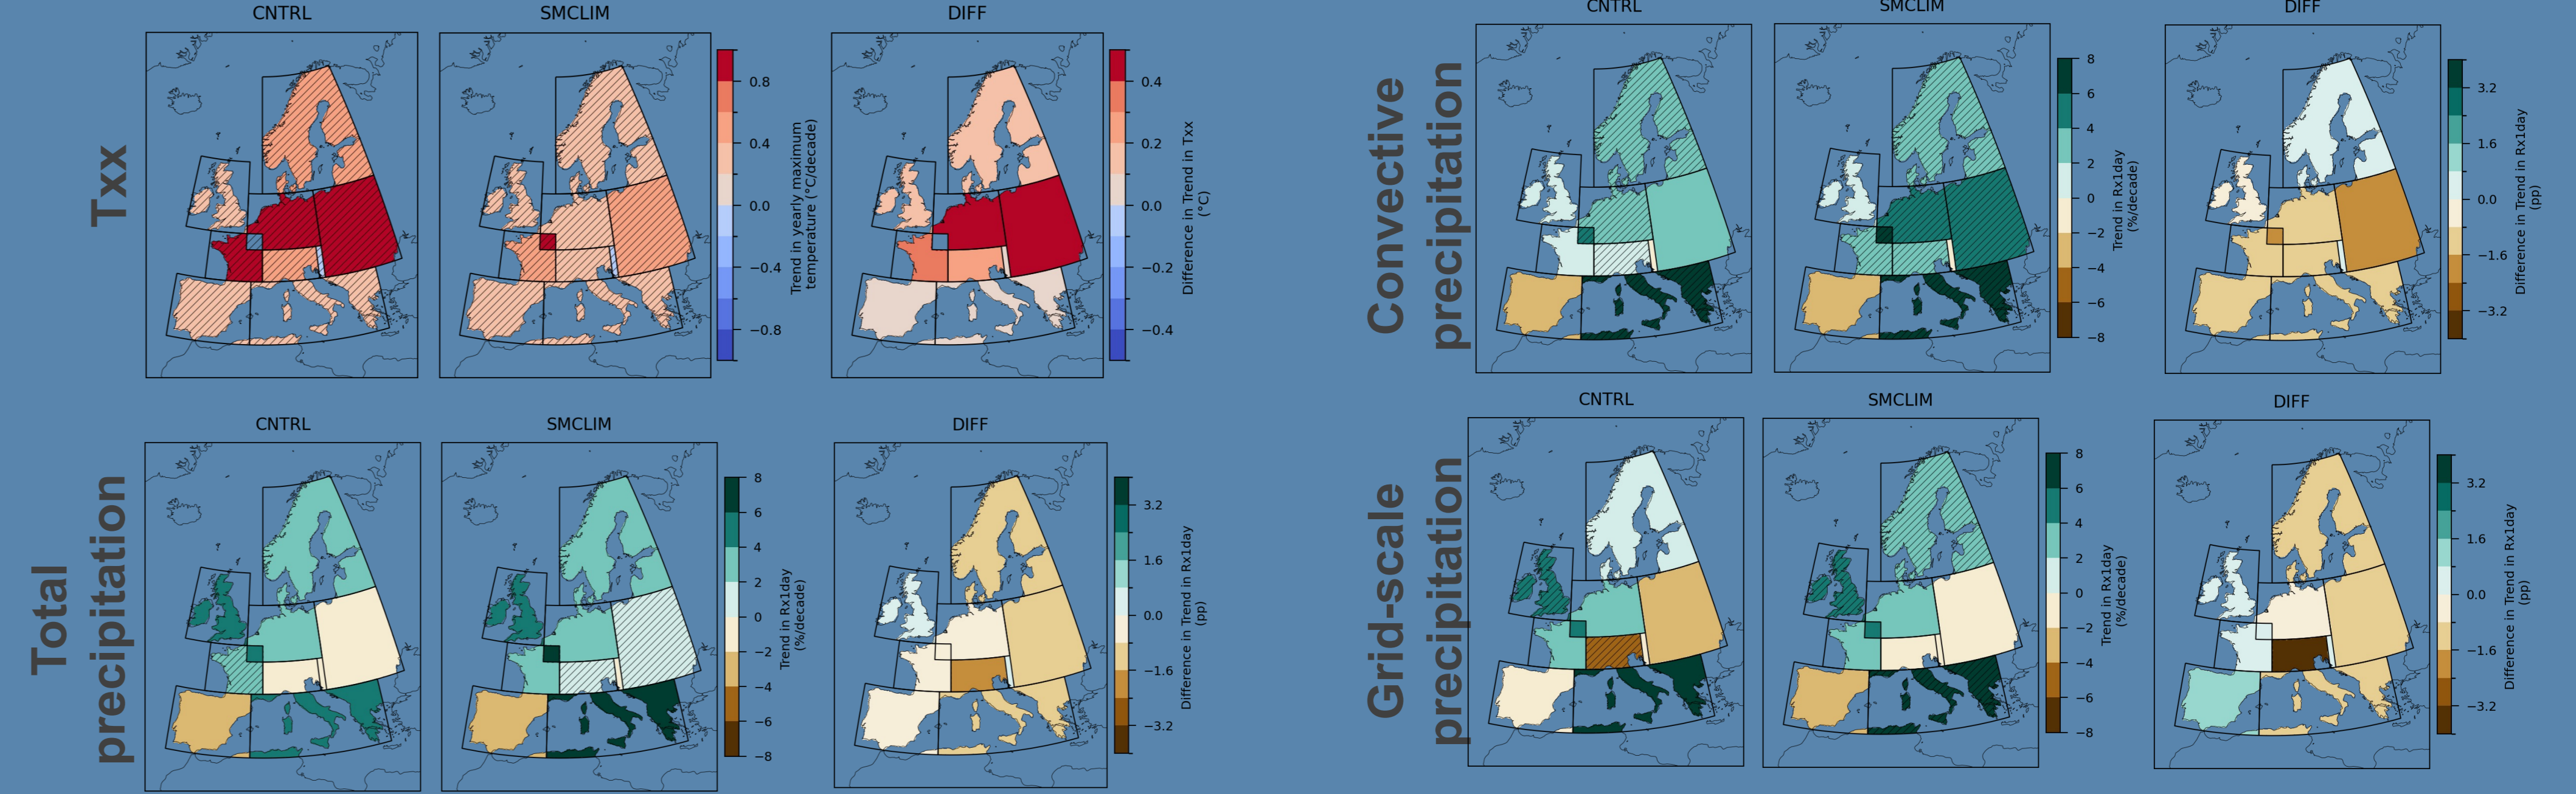 CNTRL
SMCLIM
DIFF
Txx
0.8
0.4
0.0
−0.4
−0.8
Trend in yearly maximum
temperature (°C/decade)
0.4
0.2
0.0
−0.2
−0.4
Difference in Trend in Txx
(°C)
CNTRL
SMCLIM
DIFF
Convective
precipitation
8
6
4
2
0
−2
−4
−6
−8
Trend in Rx1day
(%/decade)
3.2
1.6
0.0
−1.6
−3.2
Difference in Trend in Rx1day
(pp)
CNTRL
SMCLIM
DIFF
Total
precipitation
8
6
4
2
0
−2
−4
−6
−8
Trend in Rx1day
(%/decade)
3.2
1.6
0.0
−1.6
−3.2
Difference in Trend in Rx1day
(pp)
CNTRL
SMCLIM
DIFF
Grid-scale
precipitation
8
6
4
2
0
−2
−4
−6
−8
Trend in Rx1day
(%/decade)
3.2
1.6
0.0
−1.6
−3.2
Difference in Trend in Rx1day
(pp)